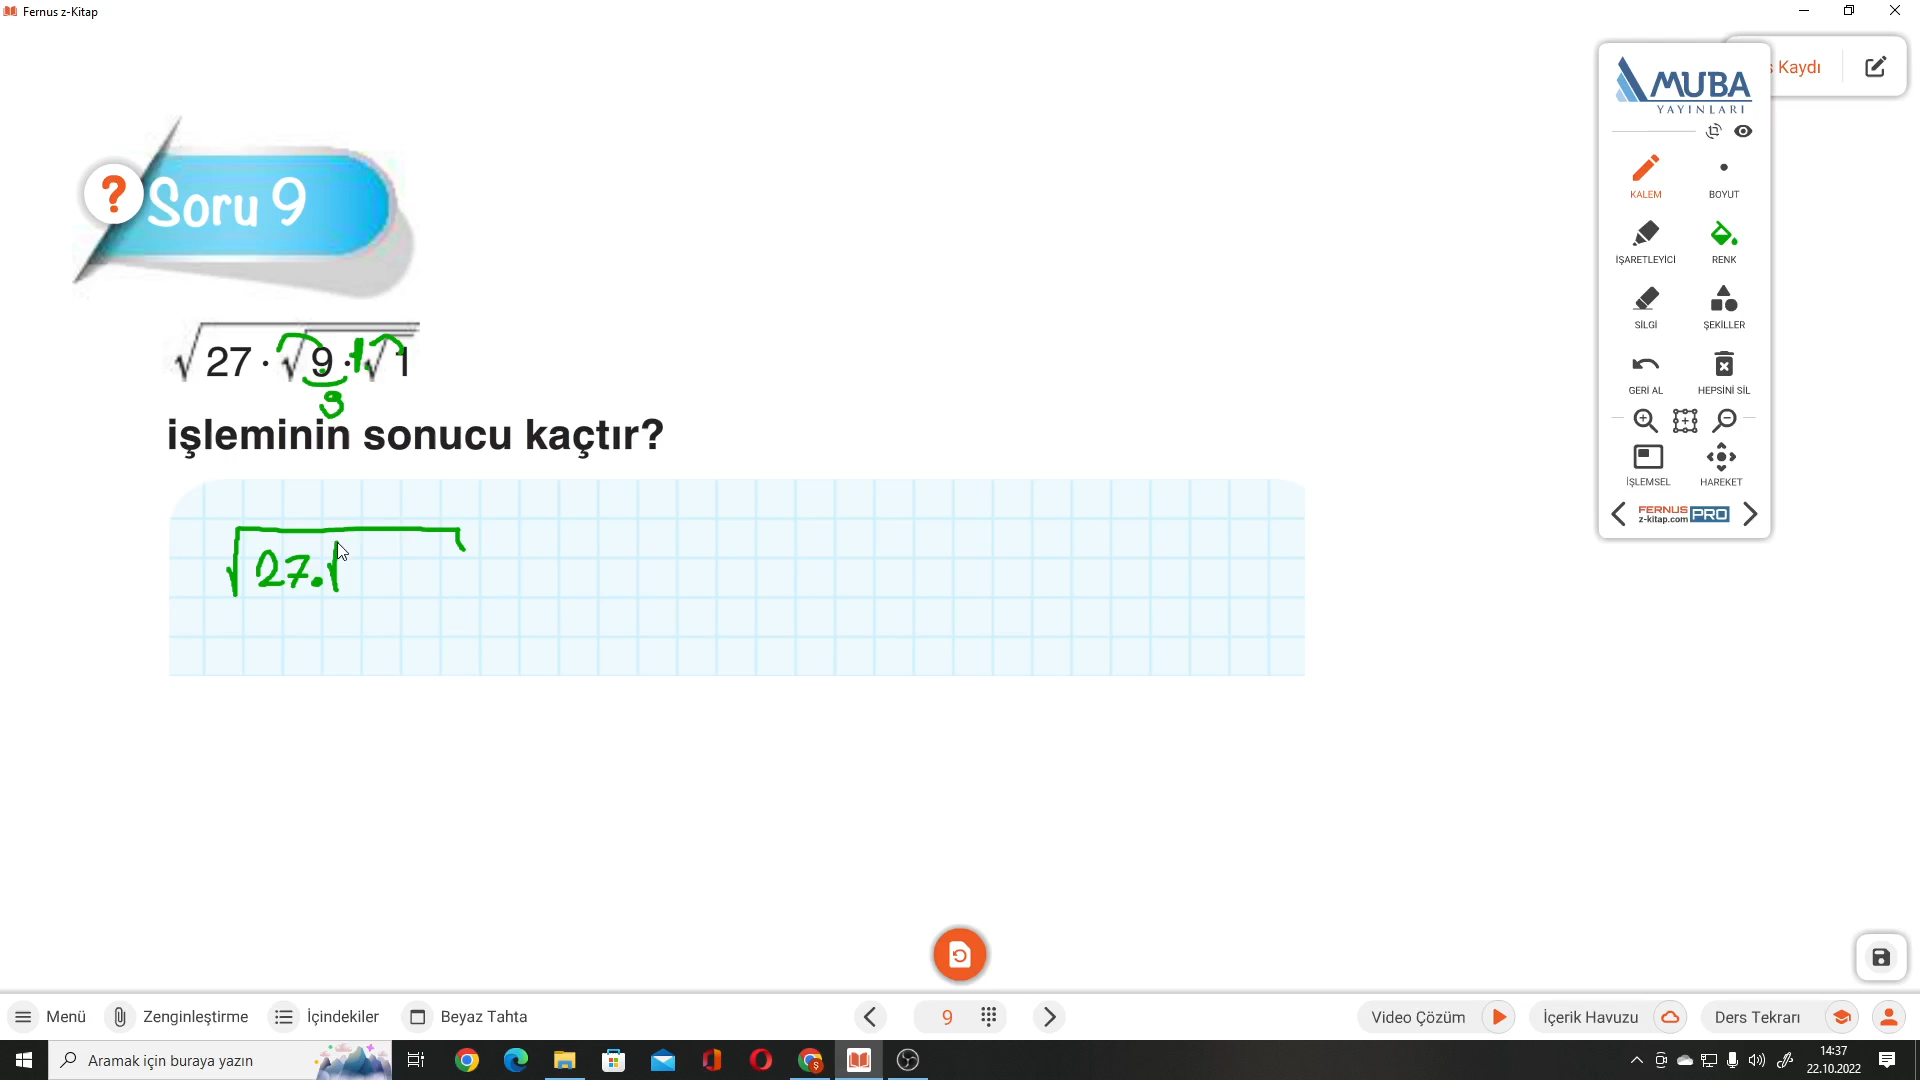 Fernus z-Kitap
s Kaydı
MUBA
YAYINLARI
? Soru 9
KALEM BOYUT
İŞARETLEYİCİ RENK
SİLGİ ŞEKİLLER
GERİ AL HEPSİNİ SİL
İŞLEMSEL HAREKET
FERNUS PRO
z-kitap.com
√27 · √9 · 1 √1
9
işleminin sonucu kaçtır?
√27.√
Menü Zenginleştirme İçindekiler Beyaz Tahta 9 Video Çözüm İçerik Havuzu Ders Tekrarı
Aramak için buraya yazın
14:37
22.10.2022